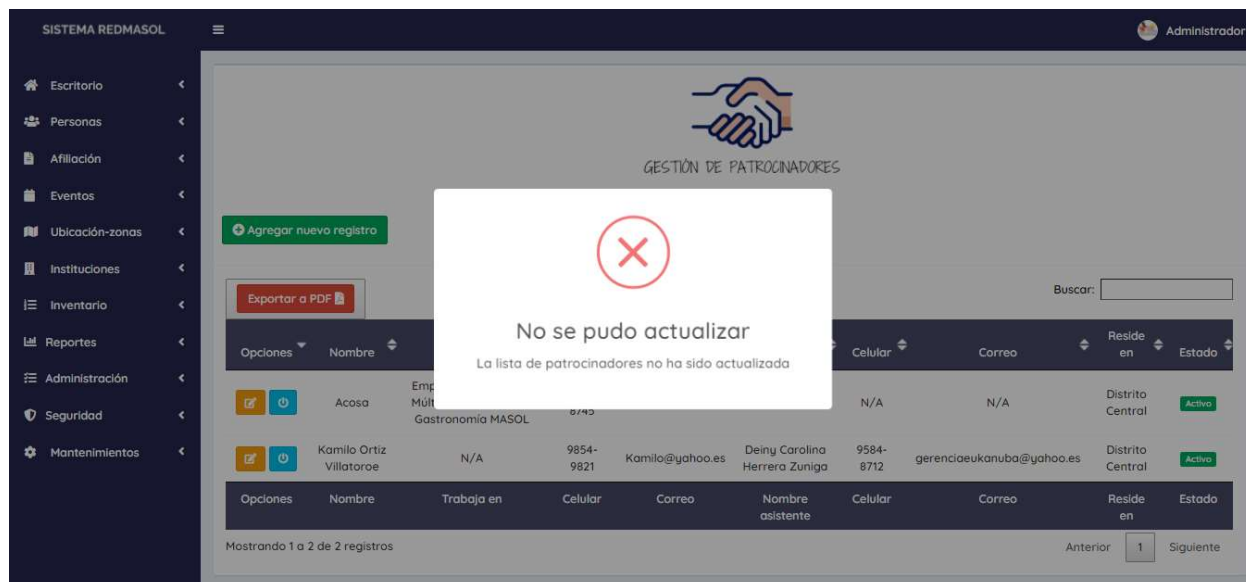 SISTEMA REDMASOL
Administrador
Escritorio
Personas
Afiliación
Eventos
Ubicación-zonas
Instituciones
Inventario
Reportes
Administración
Seguridad
Mantenimientos
GESTIÓN DE PATROCINADORES
Agregar nuevo registro
Exportar a PDF
Buscar:
No se pudo actualizar
La lista de patrocinadores no ha sido actualizada
Opciones Nombre Celular Correo Reside en Estado
Acosa
Gastronomía MASOL
8745
N/A
N/A
Distrito Central
Activo
Kamilo Ortiz Villatoroe
N/A
9854-9821
Kamilo@yahoo.es
Deiny Carolina Herrera Zuniga
9584-8712
gerenciaeukanuba@yahoo.es
Distrito Central
Activo
Opciones Nombre Trabaja en Celular Correo Nombre asistente Celular Correo Reside en Estado
Mostrando 1 a 2 de 2 registros
Anterior 1 Siguiente